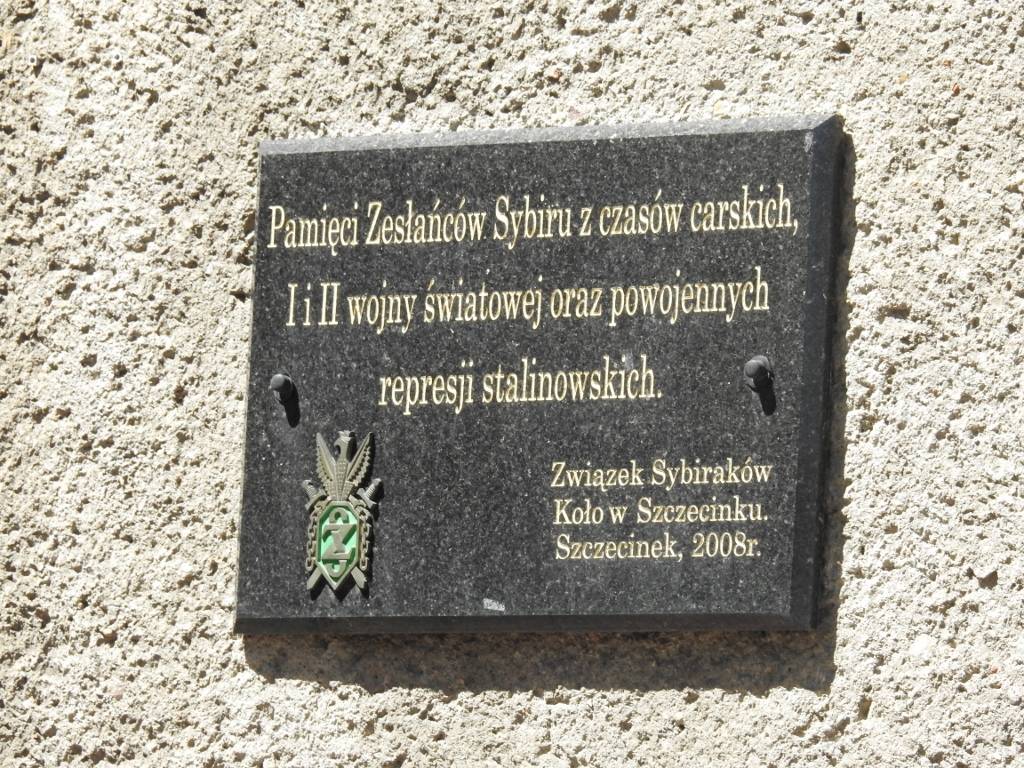 Pamięci Zesłańców Sybiru z czasów carskich,
I i II wojny światowej oraz powojennych
represji stalinowskich.
Związek Sybiraków
Koło w Szczecinku.
Szczecinek, 2008r.